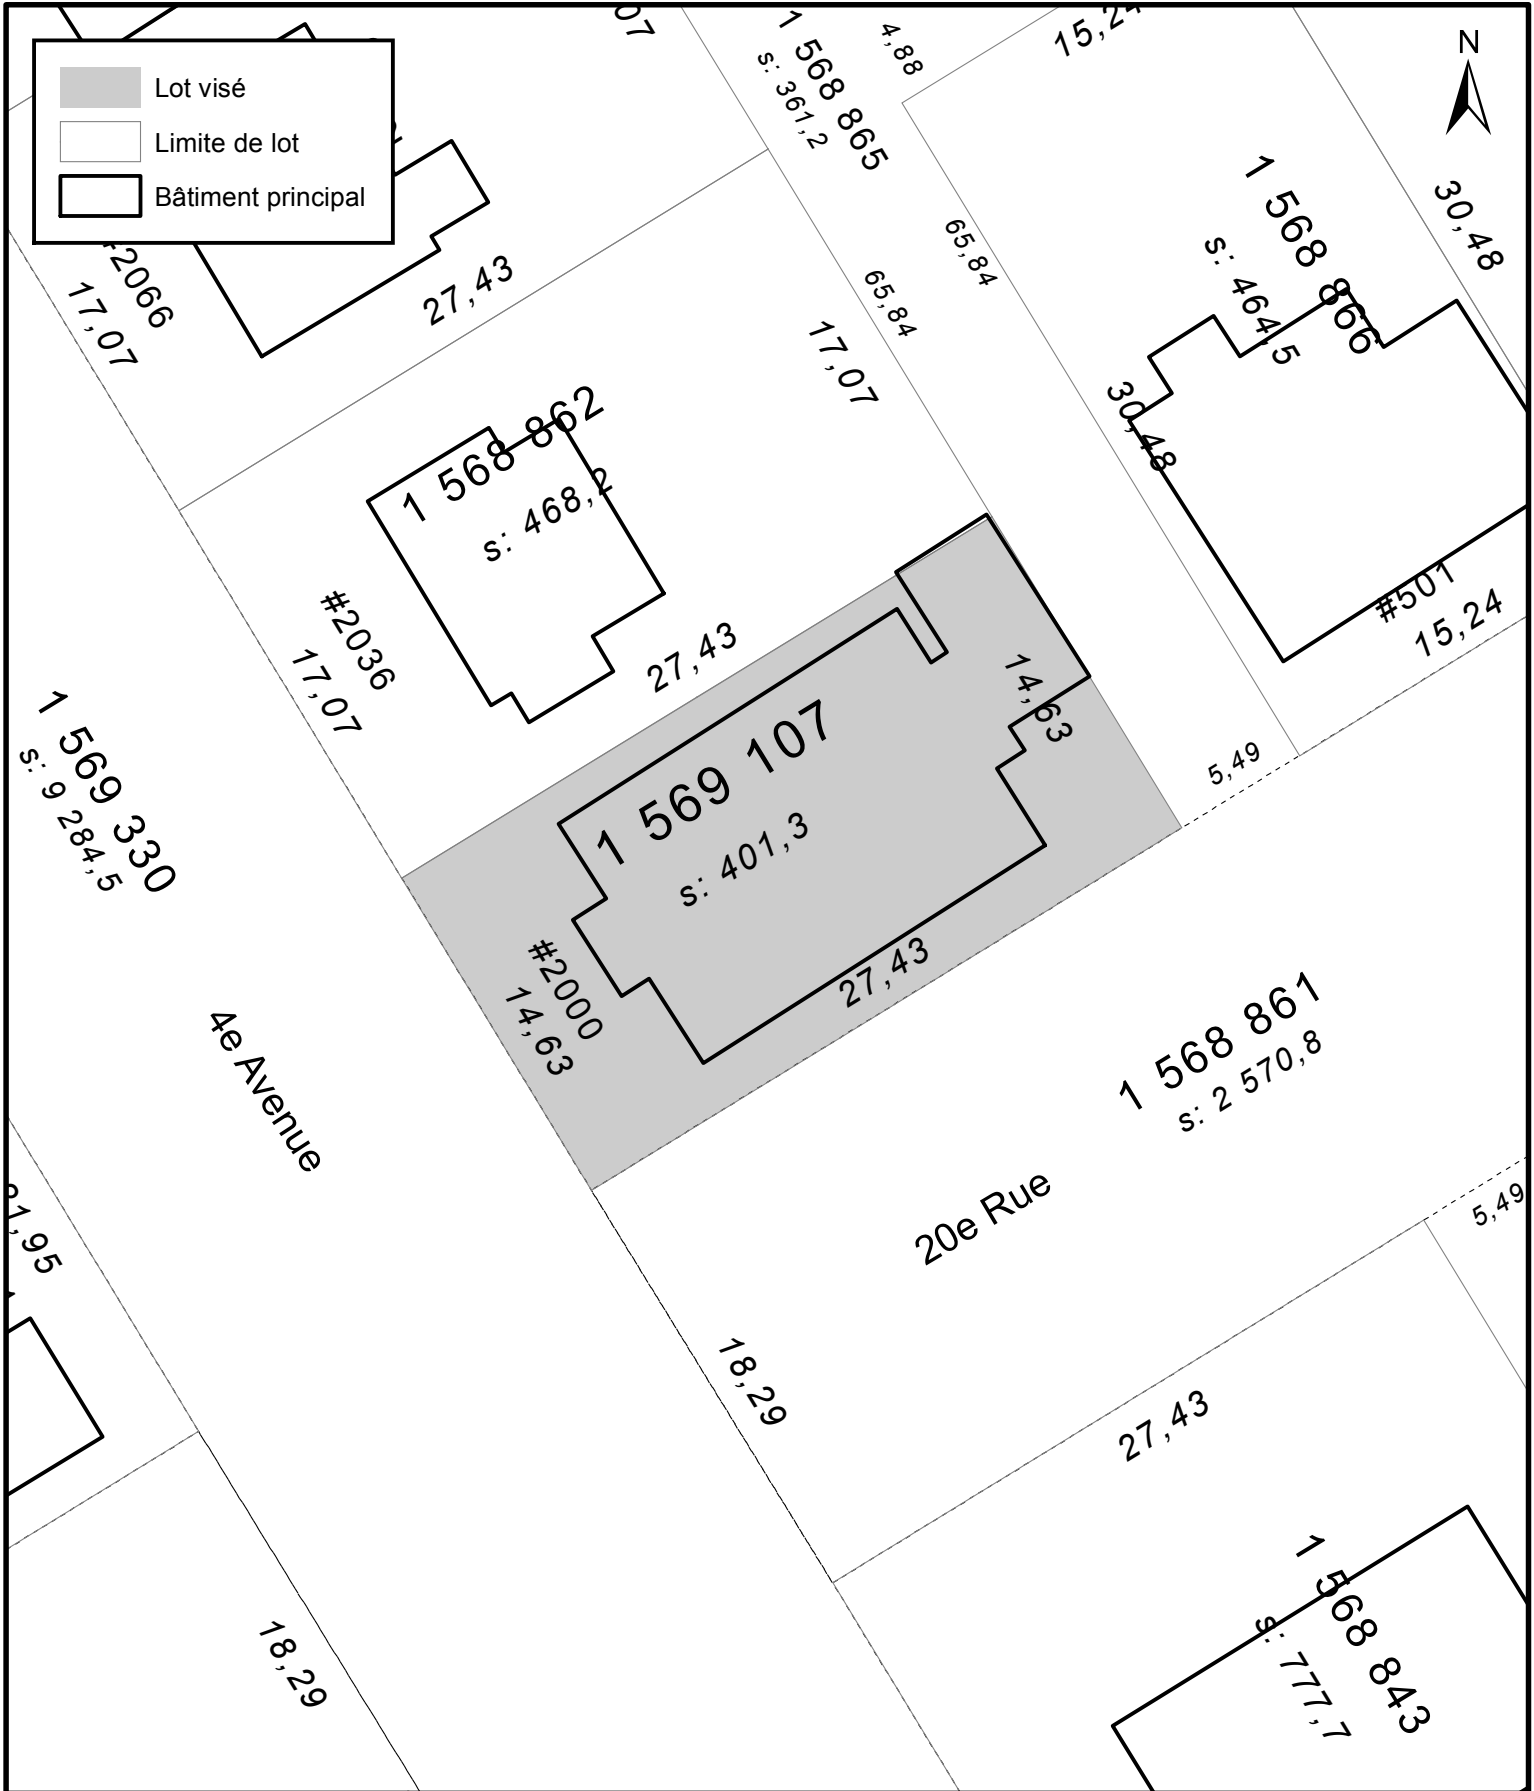 07
1 568 865
s: 361,2
4,88
15,24
N
Lot visé
Limite de lot
Bâtiment principal
1 568 866
s: 464,5
30,48
65,84
65,84
#2066
17,07
27,43
17,07
30,48
1 568 862
s: 468,2
#2036
17,07
27,43
#501
15,24
1 569 330
s: 9 284,5
14,63
5,49
1 569 107
s: 401,3
#2000
14,63
27,43
4e Avenue
1 568 861
s: 2 570,8
20e Rue
21,95
5,49
18,29
27,43
1 568 843
s: 777,7
18,29